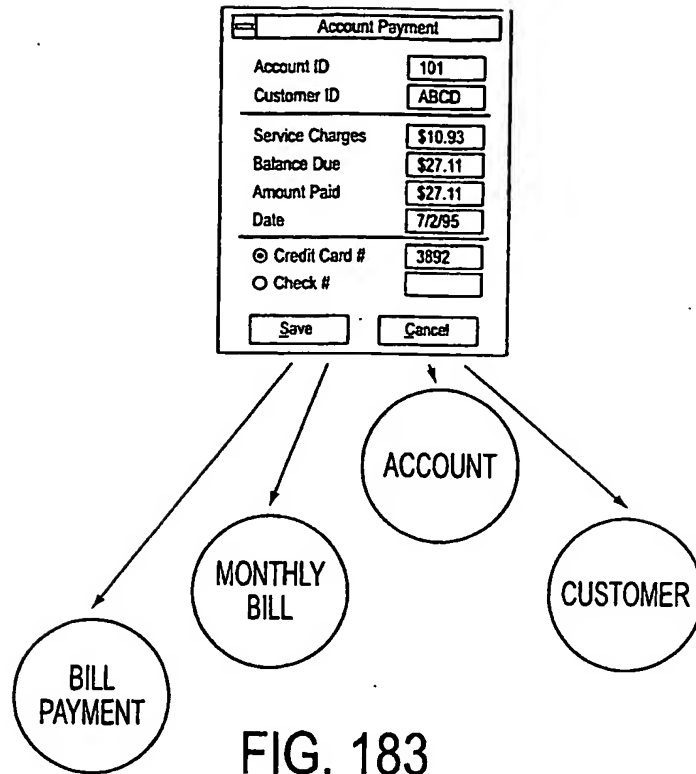 Account Payment
Account ID 101
Customer ID ABCD
Service Charges $10.93
Balance Due $27.11
Amount Paid $27.11
Date 7/2/95
Credit Card # 3892
Check #
Save Cancel
ACCOUNT
MONTHLY
BILL
CUSTOMER
BILL
PAYMENT
FIG. 183